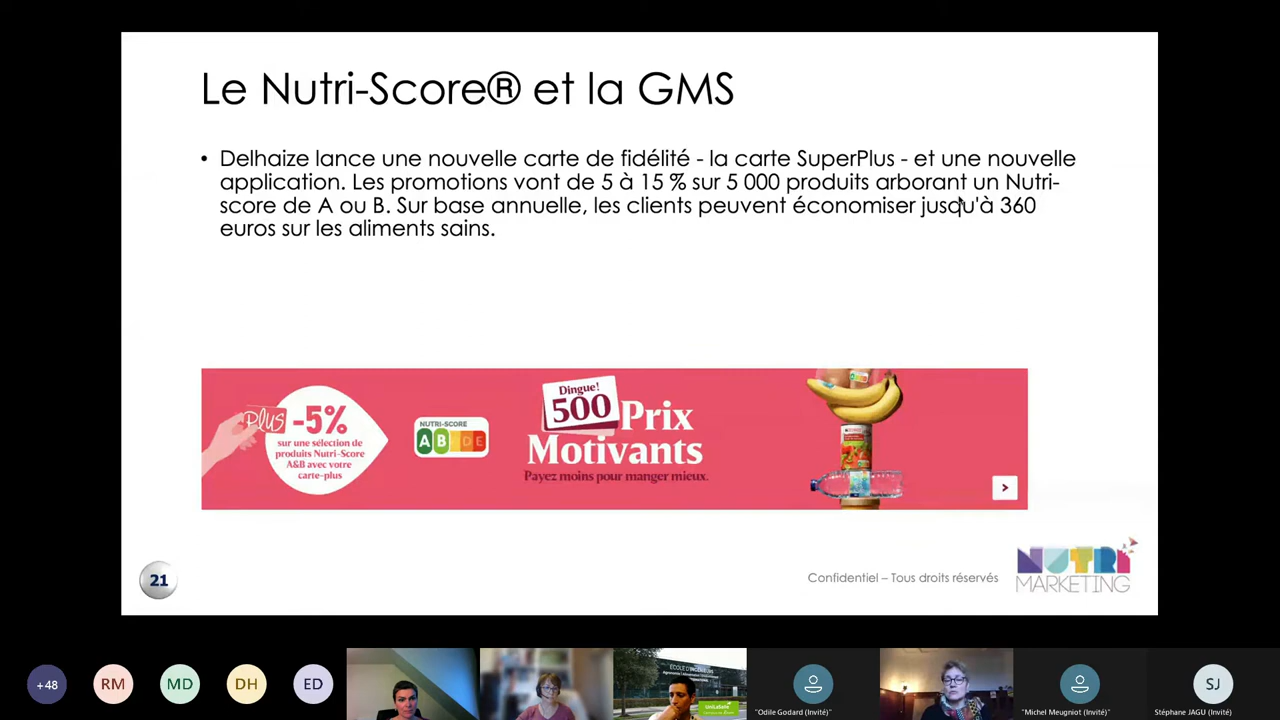 Le Nutri-Score® et la GMS
• Delhaize lance une nouvelle carte de fidélité - la carte SuperPlus - et une nouvelle
application. Les promotions vont de 5 à 15 % sur 5 000 produits arborant un Nutri-
score de A ou B. Sur base annuelle, les clients peuvent économiser jusqu'à 360
euros sur les aliments sains.
Plus -5%
sur une sélection de
produits Nutri-Score
A&B avec votre
carte-plus
NUTRI-SCORE
A B C D E
Dingue!
500 Prix
Motivants
Payez moins pour manger mieux.
21
Confidentiel – Tous droits réservés
NUTRI
MARKETING
+48
RM
MD
DH
ED
ÉCOLE D'INGÉNIEURS
UniLaSalle
"Odile Godard (Invité)"
"Michel Meugniot (Invité)
SJ
Stéphane JAGU (Invité)